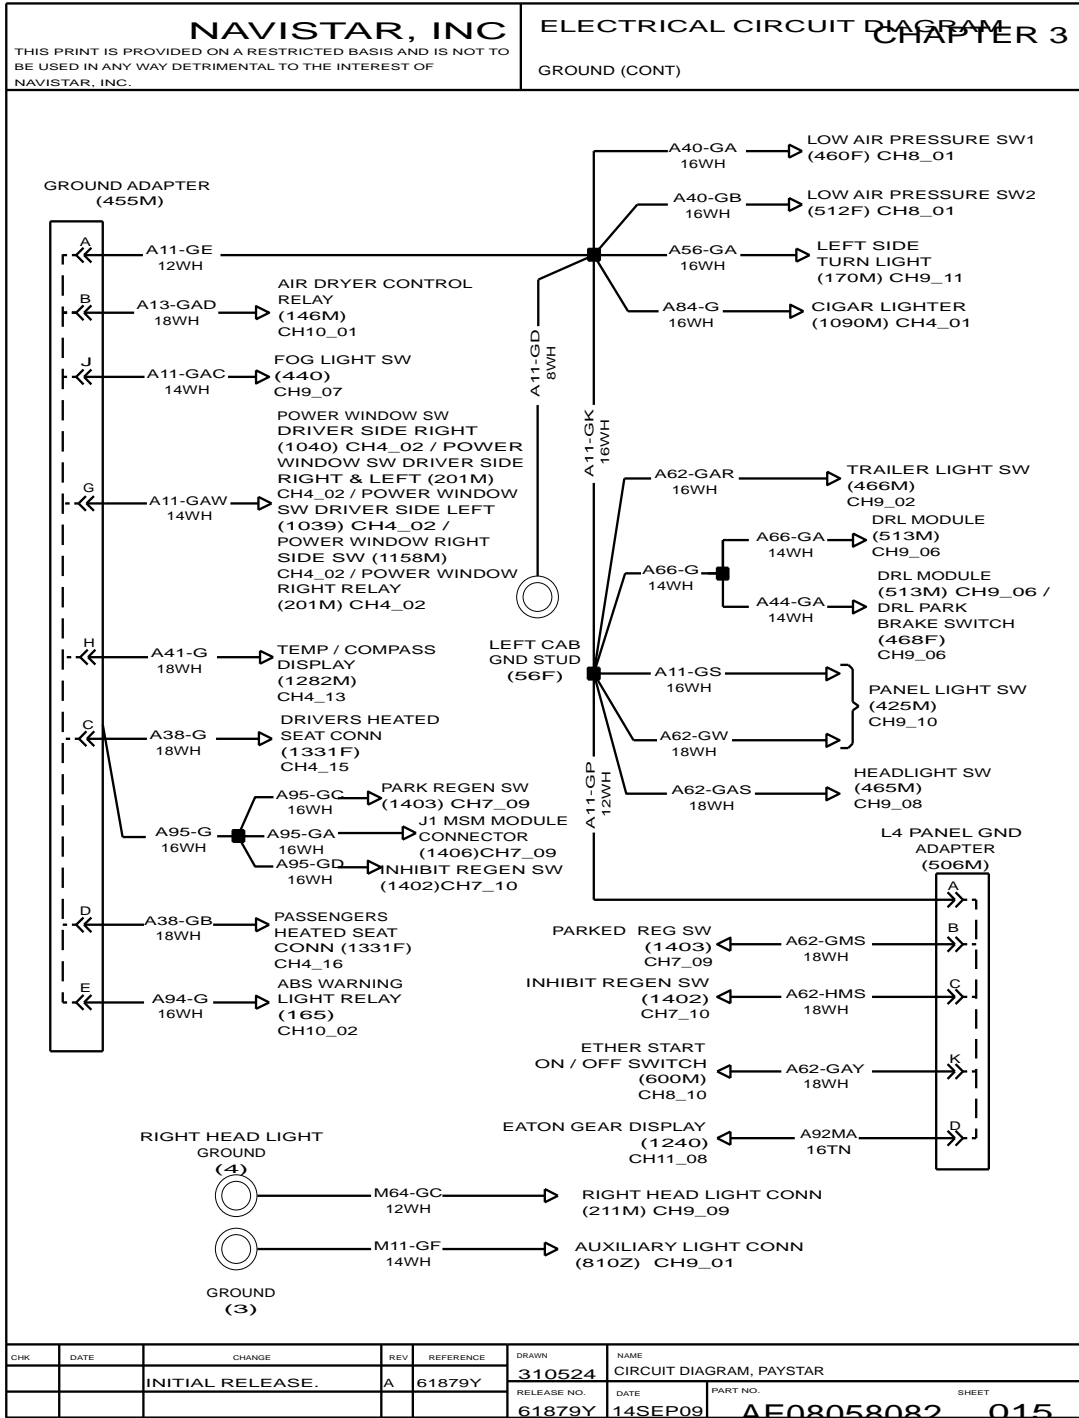 NAVISTAR, INC
THIS PRINT IS PROVIDED ON A RESTRICTED BASIS AND IS NOT TO
BE USED IN ANY WAY DETRIMENTAL TO THE INTEREST OF
NAVISTAR, INC.
ELECTRICAL CIRCUIT DIAGRAM
CHAPTER 3
GROUND (CONT)
GROUND ADAPTER
(455M)
A
A11-GE
12WH
B
A13-GAD
18WH
AIR DRYER CONTROL
RELAY
(146M)
CH10_01
J
A11-GAC
14WH
FOG LIGHT SW
(440)
CH9_07
G
A11-GAW
14WH
POWER WINDOW SW
DRIVER SIDE RIGHT
(1040) CH4_02 / POWER
WINDOW SW DRIVER SIDE
RIGHT & LEFT (201M)
CH4_02 / POWER WINDOW
SW DRIVER SIDE LEFT
(1039) CH4_02 /
POWER WINDOW RIGHT
SIDE SW (1158M)
CH4_02 / POWER WINDOW
RIGHT RELAY
(201M) CH4_02
H
A41-G
18WH
TEMP / COMPASS
DISPLAY
(1282M)
CH4_13
C
A38-G
18WH
DRIVERS HEATED
SEAT CONN
(1331F)
CH4_15
A95-G
16WH
A95-GC
16WH
PARK REGEN SW
(1403) CH7_09
A95-GA
16WH
J1 MSM MODULE
CONNECTOR
(1406)CH7_09
A95-GD
16WH
INHIBIT REGEN SW
(1402)CH7_10
D
A38-GB
18WH
PASSENGERS
HEATED SEAT
CONN (1331F)
CH4_16
E
A94-G
16WH
ABS WARNING
LIGHT RELAY
(165)
CH10_02
A40-GA
16WH
LOW AIR PRESSURE SW1
(460F) CH8_01
A40-GB
16WH
LOW AIR PRESSURE SW2
(512F) CH8_01
A56-GA
16WH
LEFT SIDE
TURN LIGHT
(170M) CH9_11
A84-G
16WH
CIGAR LIGHTER
(1090M) CH4_01
A11-GD
8WH
A11-GK
16WH
LEFT CAB
GND STUD
(56F)
A62-GAR
16WH
TRAILER LIGHT SW
(466M)
CH9_02
A66-G
14WH
A66-GA
14WH
DRL MODULE
(513M)
CH9_06
A44-GA
14WH
DRL MODULE
(513M) CH9_06 /
DRL PARK
BRAKE SWITCH
(468F)
CH9_06
A11-GS
16WH
A62-GW
18WH
PANEL LIGHT SW
(425M)
CH9_10
A62-GAS
18WH
HEADLIGHT SW
(465M)
CH9_08
A11-GP
12WH
L4 PANEL GND
ADAPTER
(506M)
A
PARKED REG SW
(1403)
CH7_09
A62-GMS
18WH
B
INHIBIT REGEN SW
(1402)
CH7_10
A62-HMS
18WH
C
ETHER START
ON / OFF SWITCH
(600M)
CH8_10
A62-GAY
18WH
K
EATON GEAR DISPLAY
(1240)
CH11_08
A92MA
16TN
D
RIGHT HEAD LIGHT
GROUND
(4)
M64-GC
12WH
RIGHT HEAD LIGHT CONN
(211M) CH9_09
M11-GF
14WH
AUXILIARY LIGHT CONN
(810Z) CH9_01
GROUND
(3)
CHK DATE CHANGE REV REFERENCE
INITIAL RELEASE. A 61879Y
DRAWN
310524
NAME
CIRCUIT DIAGRAM, PAYSTAR
RELEASE NO.
61879Y
DATE
14SEP09
PART NO.
AE08058082
SHEET
015